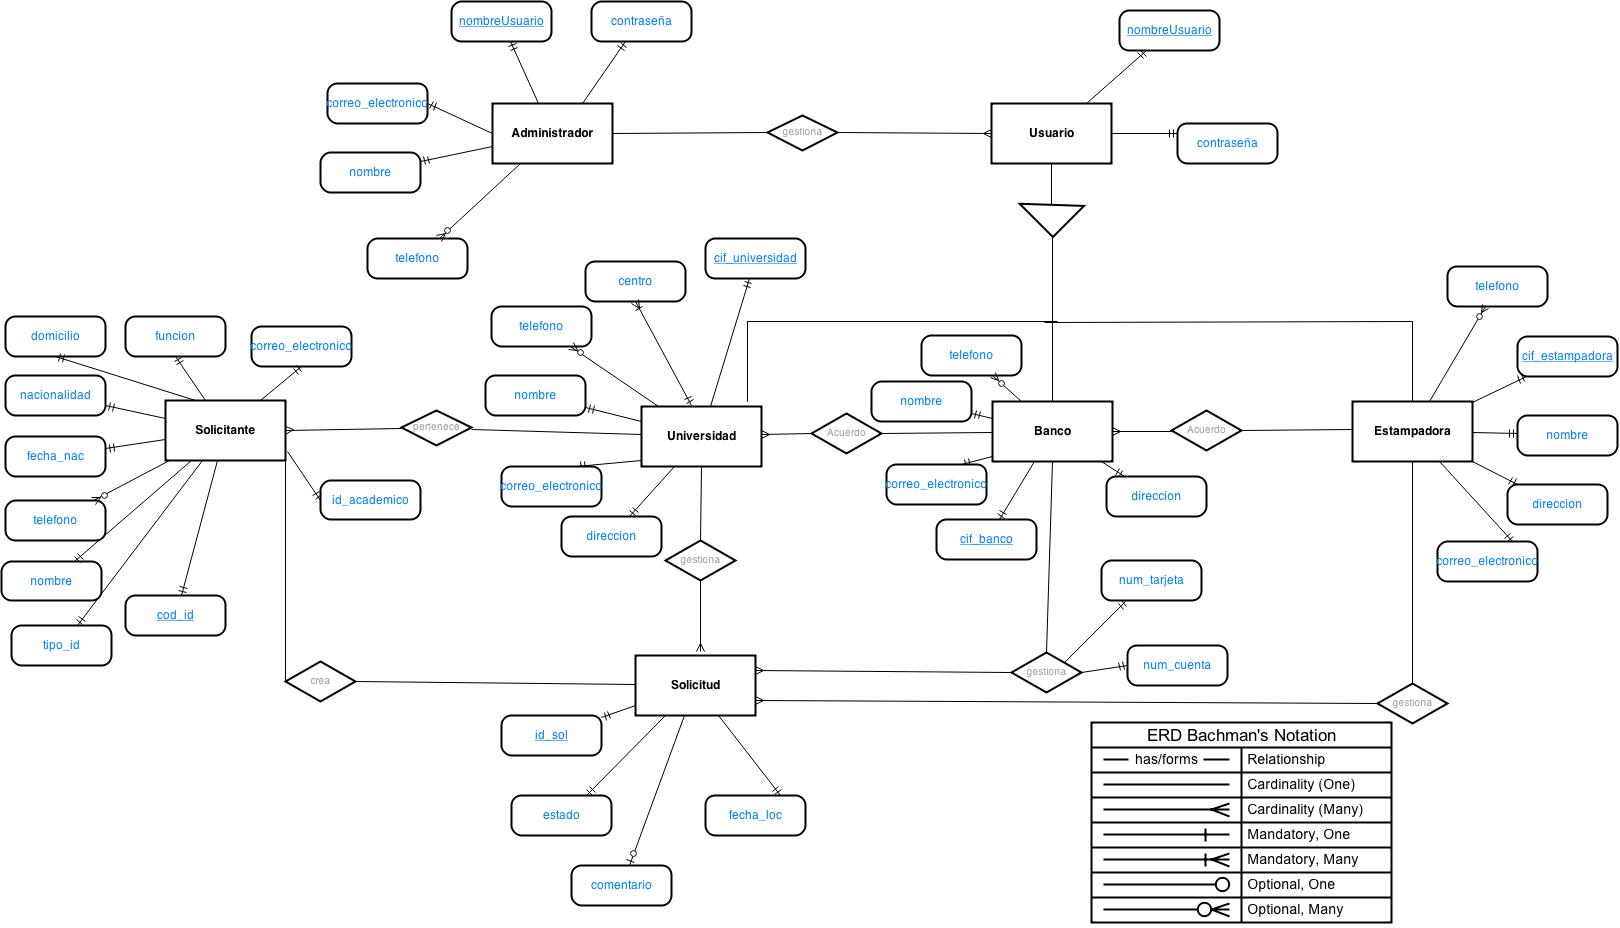 nombreUsuario
contraseña
nombreUsuario
correo_electronico
Administrador
gestiona
Usuario
contraseña
nombre
telefono
cif_universidad
centro
telefono
telefono
domicilio
funcion
correo_electronico
telefono
cif_estampadora
nacionalidad
nombre
nombre
Solicitante
pertenece
Universidad
Acuerdo
Banco
Acuerdo
Estampadora
nombre
fecha_nac
correo_electronico
correo_electronico
id_academico
direccion
direccion
telefono
direccion
cif_banco
gestiona
correo_electronico
nombre
num_tarjeta
cod_id
tipo_id
num_cuenta
crea
Solicitud
gestiona
gestiona
id_sol
estado
fecha_loc
comentario
ERD Bachman's Notation
has/forms Relationship
Cardinality (One)
Cardinality (Many)
Mandatory, One
Mandatory, Many
Optional, One
Optional, Many